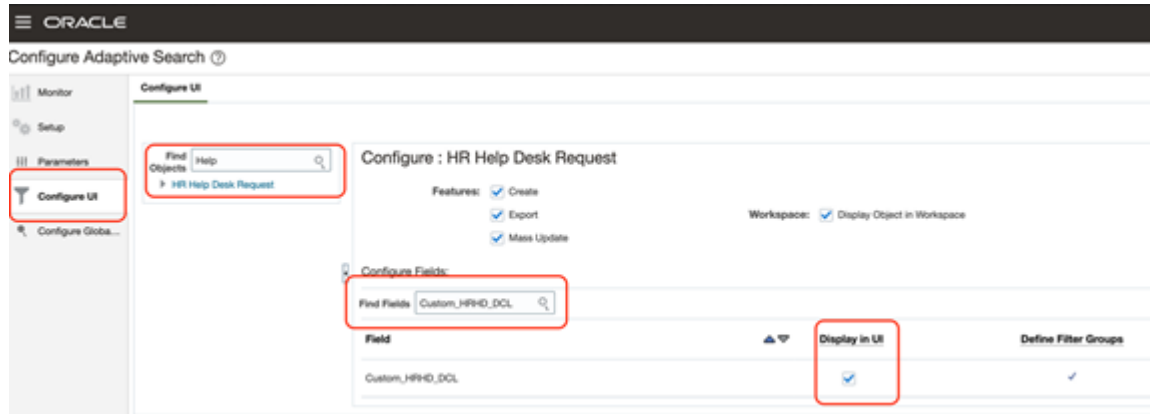 ORACLE
Configure Adaptive Search
Monitor
Setup
Parameters
Configure UI
Configure Globa...
Configure UI
Find Objects Help
HR Help Desk Request
Configure : HR Help Desk Request
Features: Create
Export
Workspace: Display Object in Workspace
Mass Update
Configure Fields:
Find Fields Custom_HRHD_DCL
Field Display in UI Define Filter Groups
Custom_HRHD_DCL